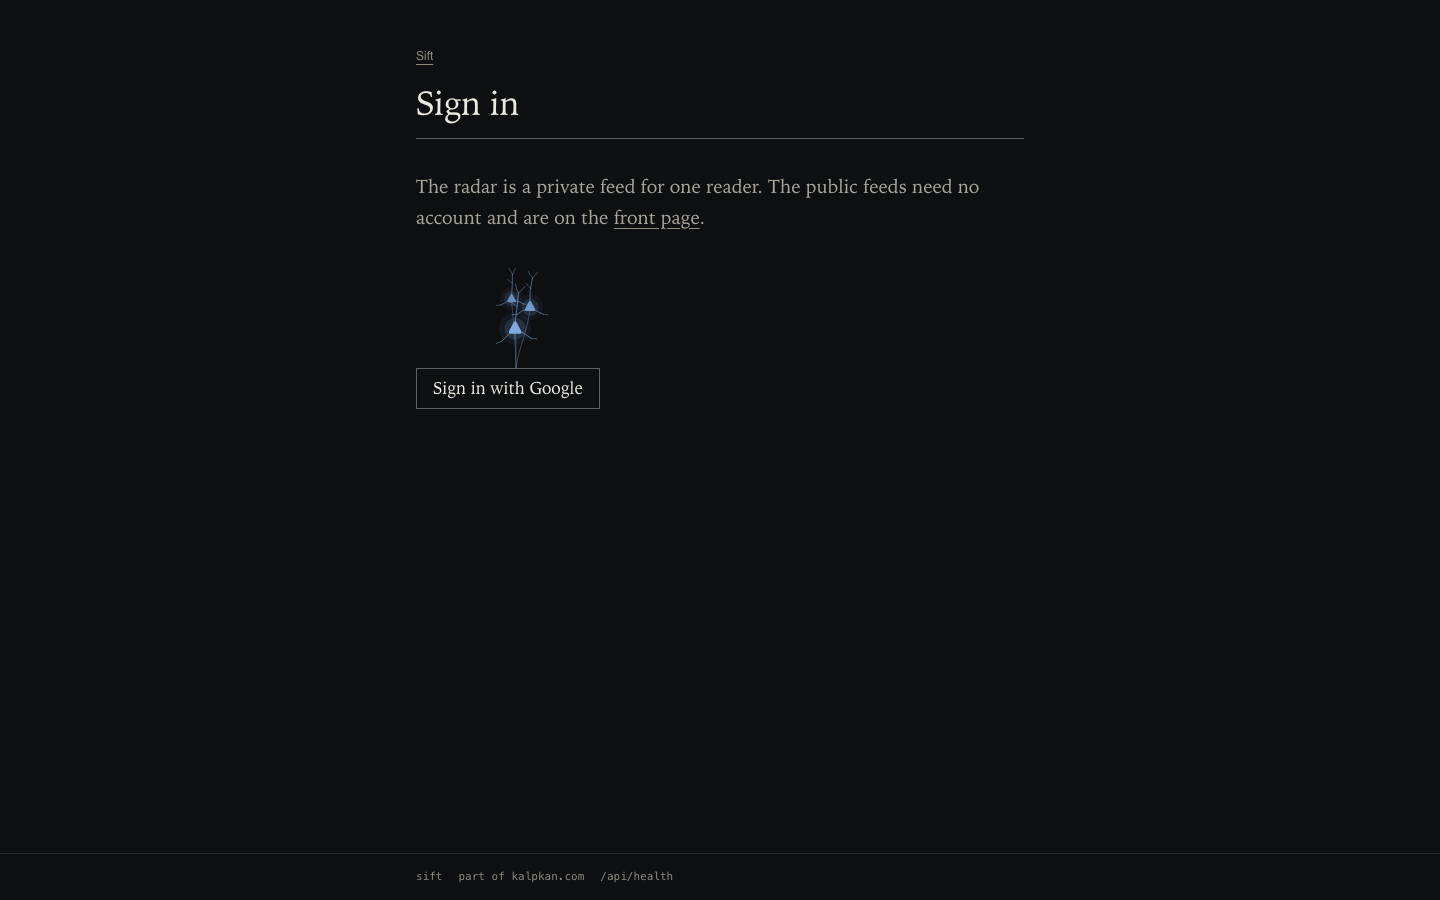 Sift
Sign in
The radar is a private feed for one reader. The public feeds need no
account and are on the front page.
Sign in with Google
sift part of kalpkan.com /api/health